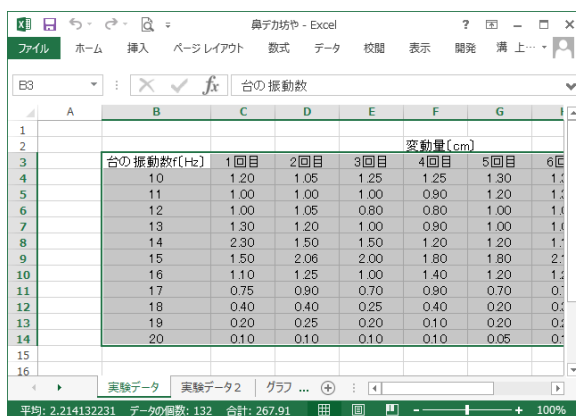 鼻デカ坊や - Excel ?
ファイル ホーム 挿入 ページ レイアウト 数式 データ 校閲 表示 開発 溝 上…
B3 fx 台の振動数
A B C D E F G
1
2 変動量[cm]
3 台の振動数f[Hz] 1回目 2回目 3回目 4回目 5回目
4 10 1.20 1.05 1.25 1.25 1.30
5 11 1.00 1.00 1.00 0.90 1.20
6 12 1.00 1.05 0.80 0.80 1.00
7 13 1.30 1.20 1.00 0.90 1.00
8 14 2.30 1.50 1.50 1.20 1.20
9 15 1.50 2.06 2.00 1.80 1.80
10 16 1.10 1.25 1.00 1.40 1.20
11 17 0.75 0.90 0.70 0.90 0.70
12 18 0.40 0.40 0.25 0.40 0.20
13 19 0.20 0.25 0.20 0.10 0.20
14 20 0.10 0.10 0.10 0.10 0.05
15
16
実験データ 実験データ2 グラフ ...
平均: 2.214132231 データの個数: 132 合計: 267.91 100%